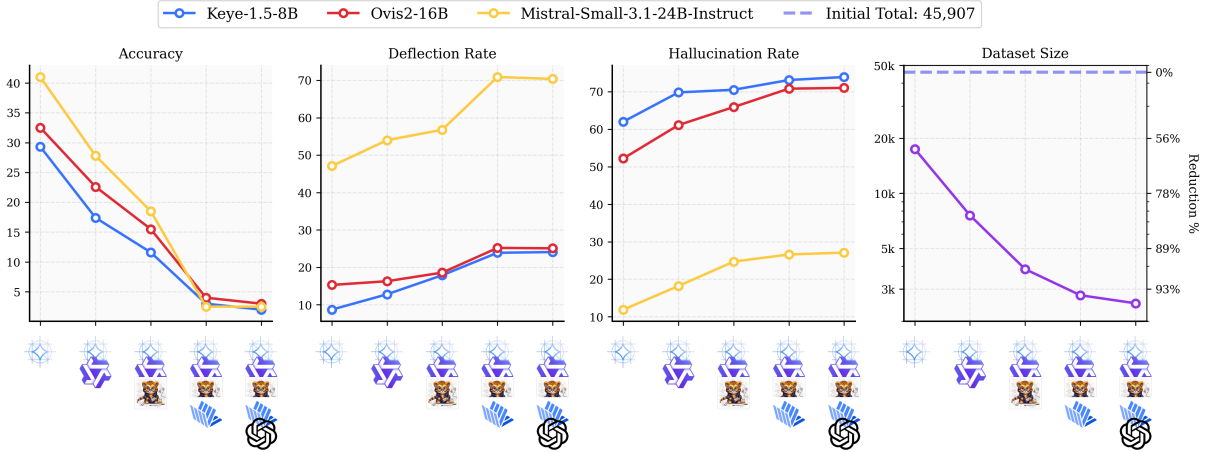 Keye-1.5-8B Ovis2-16B Mistral-Small-3.1-24B-Instruct Initial Total: 45,907
Accuracy
40
35
30
25
20
15
10
5
Deflection Rate
70
60
50
40
30
20
10
Hallucination Rate
70
60
50
40
30
20
10
Dataset Size
50k
20k
10k
5k
3k
0%
56%
78%
89%
93%
Reduction %